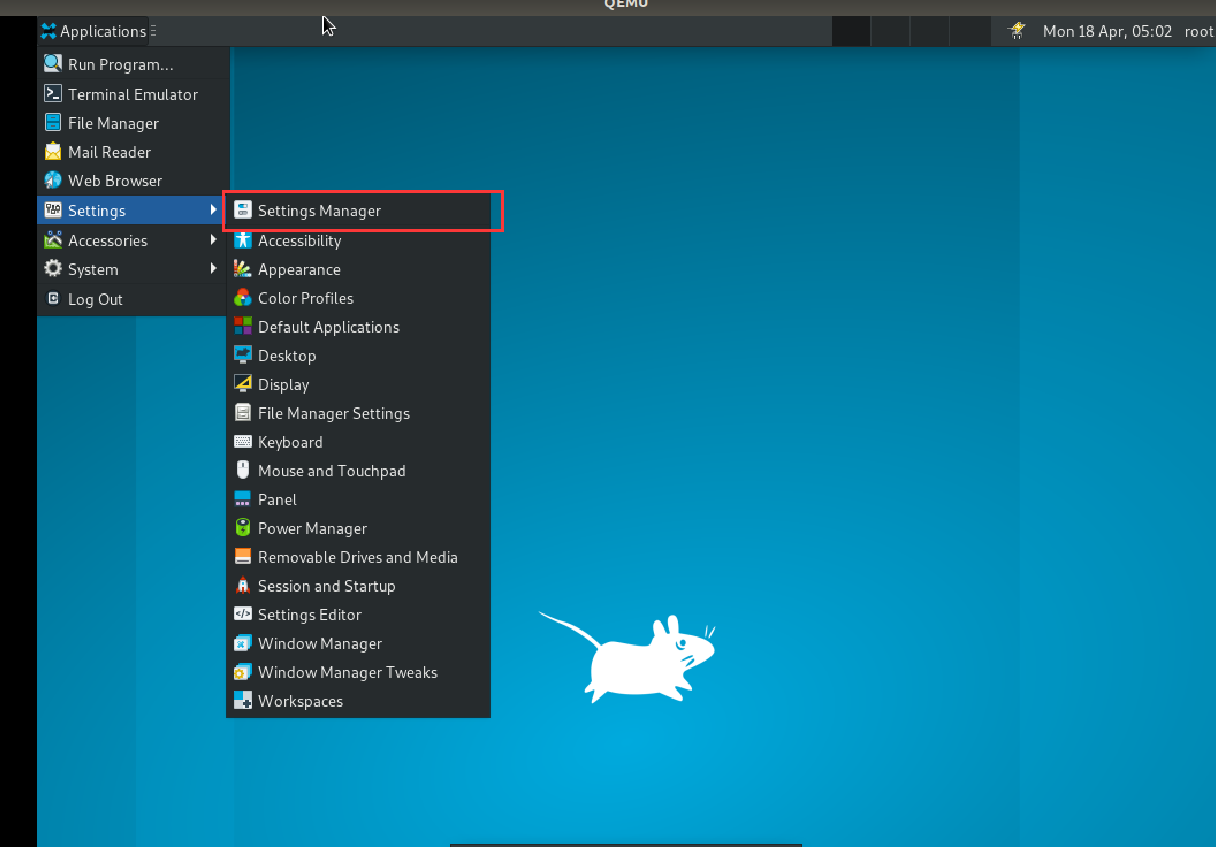 QEMU
Applications
Mon 18 Apr, 05:02 root
Run Program...
Terminal Emulator
File Manager
Mail Reader
Web Browser
Settings
Accessories
System
Log Out
Settings Manager
Accessibility
Appearance
Color Profiles
Default Applications
Desktop
Display
File Manager Settings
Keyboard
Mouse and Touchpad
Panel
Power Manager
Removable Drives and Media
Session and Startup
Settings Editor
Window Manager
Window Manager Tweaks
Workspaces